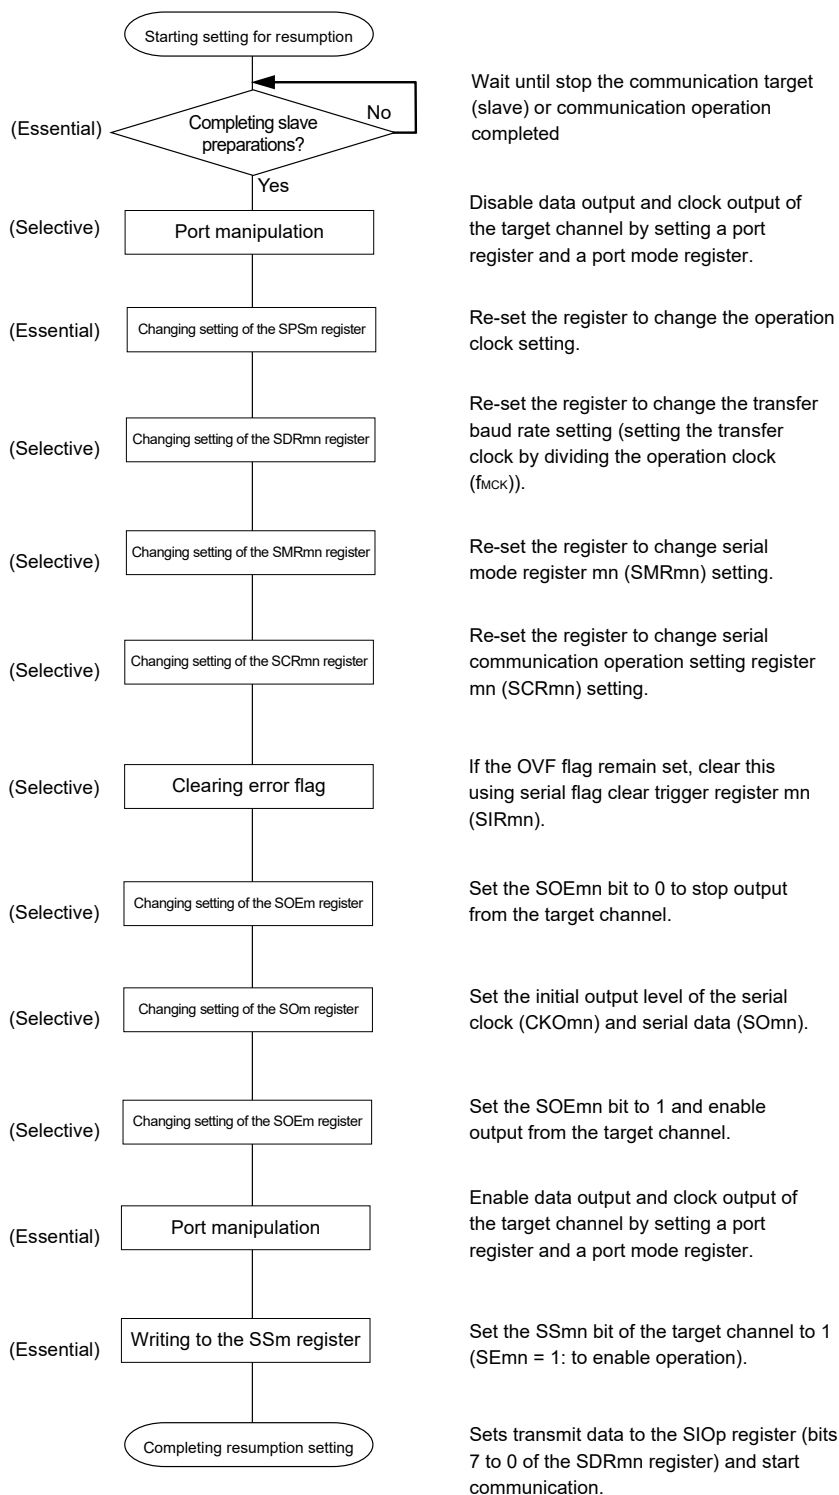 Starting setting for resumption
(Essential)
Completing slave
preparations?
No
Yes
Wait until stop the communication target
(slave) or communication operation
completed
(Selective)
Port manipulation
Disable data output and clock output of
the target channel by setting a port
register and a port mode register.
(Essential)
Changing setting of the SPSm register
Re-set the register to change the operation
clock setting.
(Selective)
Changing setting of the SDRmn register
Re-set the register to change the transfer
baud rate setting (setting the transfer
clock by dividing the operation clock
(fMCK)).
(Selective)
Changing setting of the SMRmn register
Re-set the register to change serial
mode register mn (SMRmn) setting.
(Selective)
Changing setting of the SCRmn register
Re-set the register to change serial
communication operation setting register
mn (SCRmn) setting.
(Selective)
Clearing error flag
If the OVF flag remain set, clear this
using serial flag clear trigger register mn
(SIRmn).
(Selective)
Changing setting of the SOEm register
Set the SOEmn bit to 0 to stop output
from the target channel.
(Selective)
Changing setting of the SOm register
Set the initial output level of the serial
clock (CKOmn) and serial data (SOmn).
(Selective)
Changing setting of the SOEm register
Set the SOEmn bit to 1 and enable
output from the target channel.
(Essential)
Port manipulation
Enable data output and clock output of
the target channel by setting a port
register and a port mode register.
(Essential)
Writing to the SSm register
Set the SSmn bit of the target channel to 1
(SEmn = 1: to enable operation).
Completing resumption setting
Sets transmit data to the SIOp register (bits
7 to 0 of the SDRmn register) and start
communication.